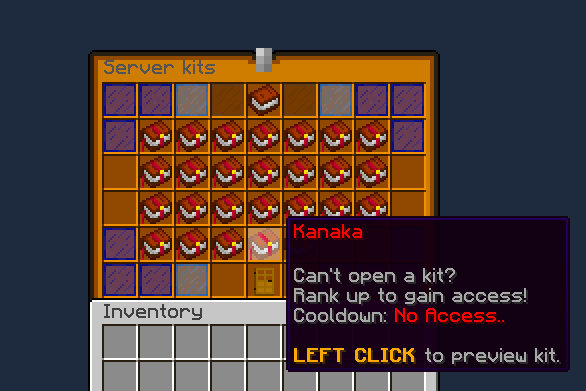 Server kits
Kanaka
Can't open a kit?
Rank up to gain access!
Cooldown: No Access..
LEFT CLICK to preview kit.
Inventory